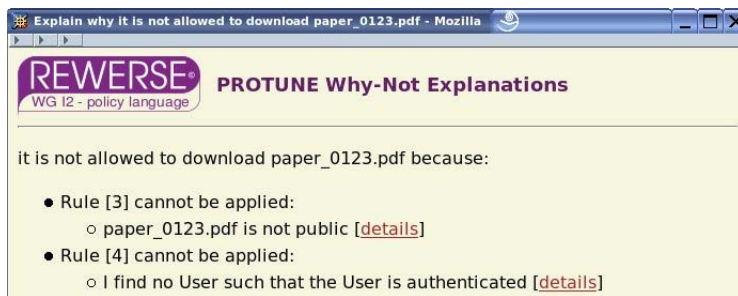 Explain why it is not allowed to download paper_0123.pdf - Mozilla
REWERSE®
WG I2 - policy language
PROTUNE Why-Not Explanations
it is not allowed to download paper_0123.pdf because:
Rule [3] cannot be applied:
paper_0123.pdf is not public [details]
Rule [4] cannot be applied:
I find no User such that the User is authenticated [details]